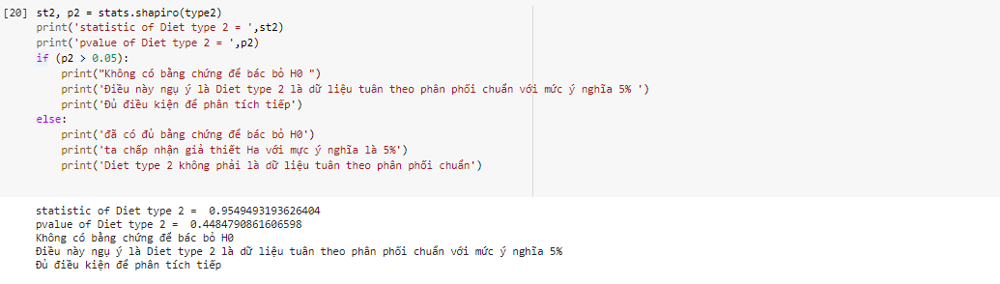 [20] st2, p2 = stats.shapiro(type2)
print('statistic of Diet type 2 = ',st2)
print('pvalue of Diet type 2 = ',p2)
if (p2 > 0.05):
print("Không có bằng chứng để bác bỏ H0 ")
print('Điều này ngụ ý là Diet type 2 là dữ liệu tuân theo phân phối chuẩn với mức ý nghĩa 5% ')
print('Đủ điều kiện để phân tích tiếp')
else:
print('đã có đủ bằng chứng để bác bỏ H0')
print('ta chấp nhận giả thiết Ha với mực ý nghĩa là 5%')
print('Diet type 2 không phải là dữ liệu tuân theo phân phối chuẩn')
statistic of Diet type 2 =  0.9549493193626404
pvalue of Diet type 2 =  0.4484790861606598
Không có bằng chứng để bác bỏ H0
Điều này ngụ ý là Diet type 2 là dữ liệu tuân theo phân phối chuẩn với mức ý nghĩa 5%
Đủ điều kiện để phân tích tiếp